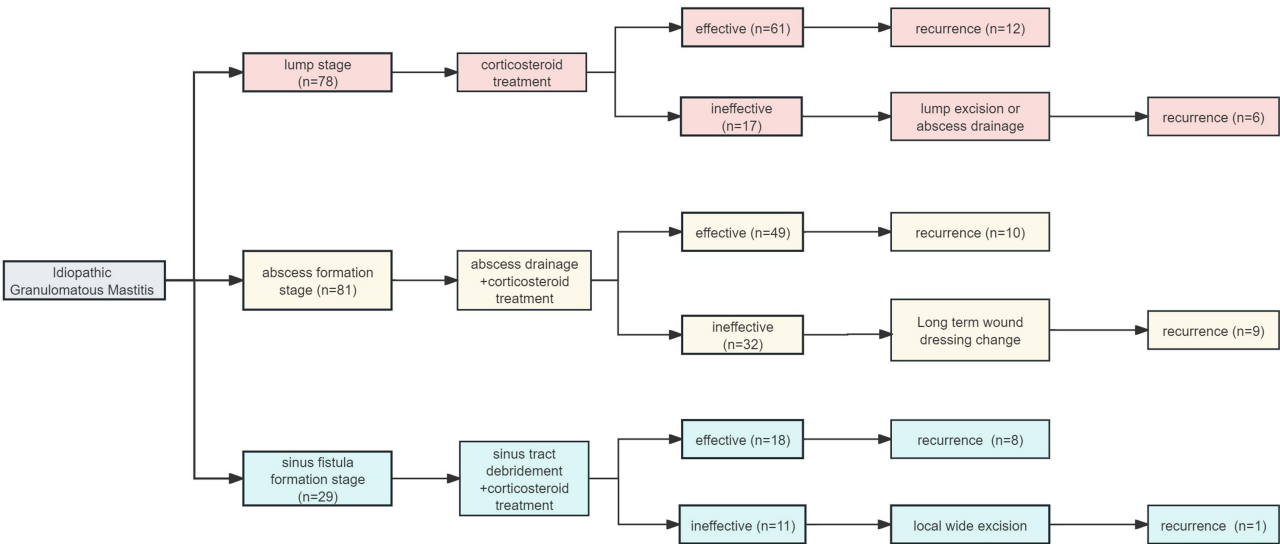 Idiopathic
Granulomatous Mastitis
lump stage
(n=78)
corticosteroid
treatment
effective (n=61)
recurrence (n=12)
ineffective
(n=17)
lump excision or
abscess drainage
recurrence (n=6)
abscess formation
stage (n=81)
abscess drainage
+corticosteroid
treatment
effective (n=49)
recurrence (n=10)
ineffective
(n=32)
Long term wound
dressing change
recurrence (n=9)
sinus fistula
formation stage
(n=29)
sinus tract
debridement
+corticosteroid
treatment
effective (n=18)
recurrence  (n=8)
ineffective (n=11)
local wide excision
recurrence  (n=1)